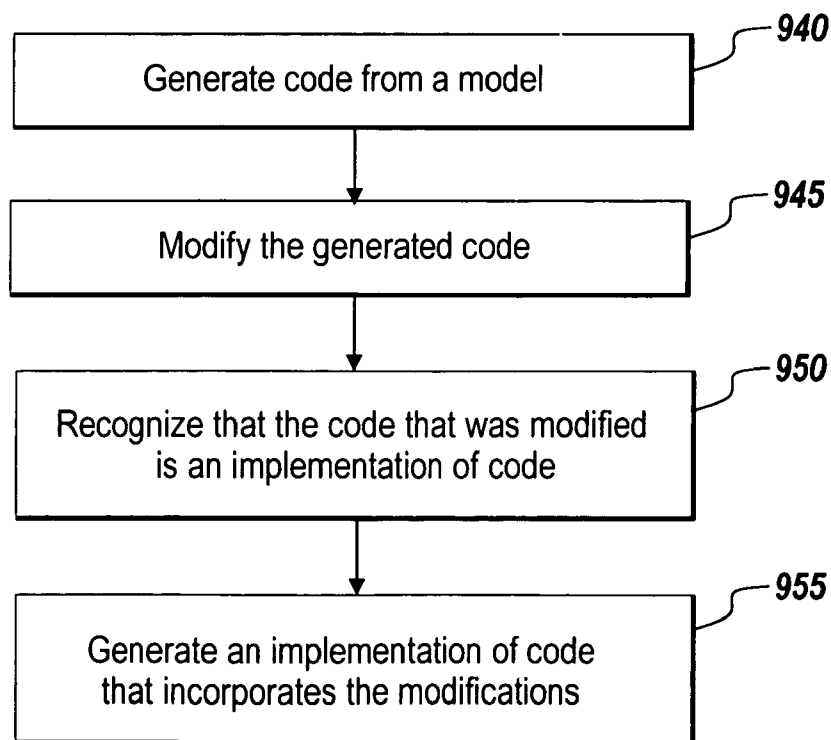 940
Generate code from a model
945
Modify the generated code
950
Recognize that the code that was modified
is an implementation of code
955
Generate an implementation of code
that incorporates the modifications